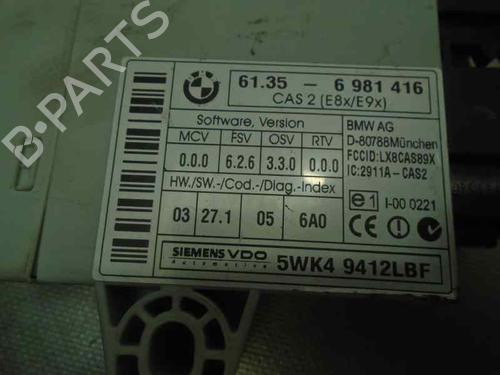 BMW
61.35 - 6 981 416
CAS 2 (E8x/E9x)
Software, Version
MCV FSV OSV RTV
0.0.0 6.2.6 3.3.0 0.0.0
HW./SW.-/Cod.-/Diag.-Index
03 27.1 05 6A0
BMW AG
D-80788München
FCCID:LX8CAS89X
IC:2911A-CAS2
e1 I-00 0221
CE
SIEMENS VDO
Automotive
5WK4 9412LBF
B-PARTS